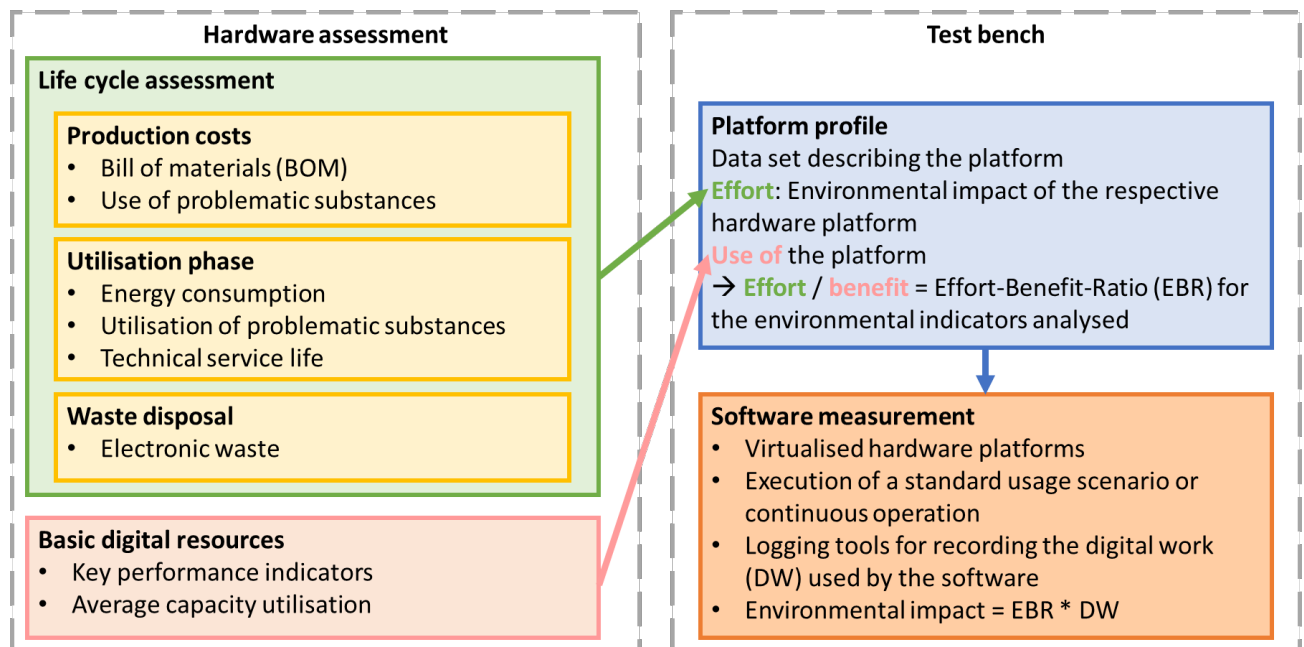 Hardware assessment
Life cycle assessment
Production costs
• Bill of materials (BOM)
• Use of problematic substances
Utilisation phase
• Energy consumption
• Utilisation of problematic substances
• Technical service life
Waste disposal
• Electronic waste
Basic digital resources
• Key performance indicators
• Average capacity utilisation
Test bench
Platform profile
Data set describing the platform
Effort: Environmental impact of the respective
hardware platform
Use of the platform
→ Effort / benefit = Effort-Benefit-Ratio (EBR) for
the environmental indicators analysed
Software measurement
• Virtualised hardware platforms
• Execution of a standard usage scenario or
continuous operation
• Logging tools for recording the digital work
(DW) used by the software
• Environmental impact = EBR * DW